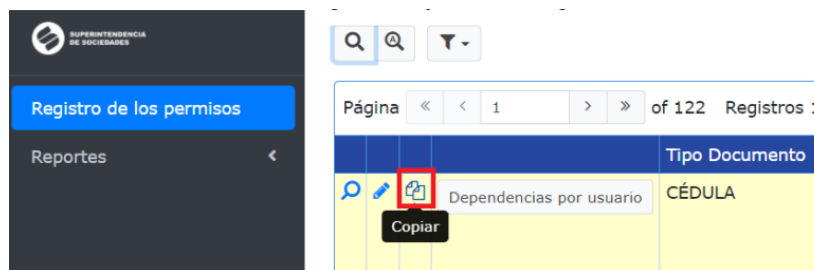 SUPERINTENDENCIA
DE SOCIEDADES
Registro de los permisos
Reportes
Página 1 of 122 Registros
Tipo Documento
Dependencias por usuario CÉDULA
Copiar